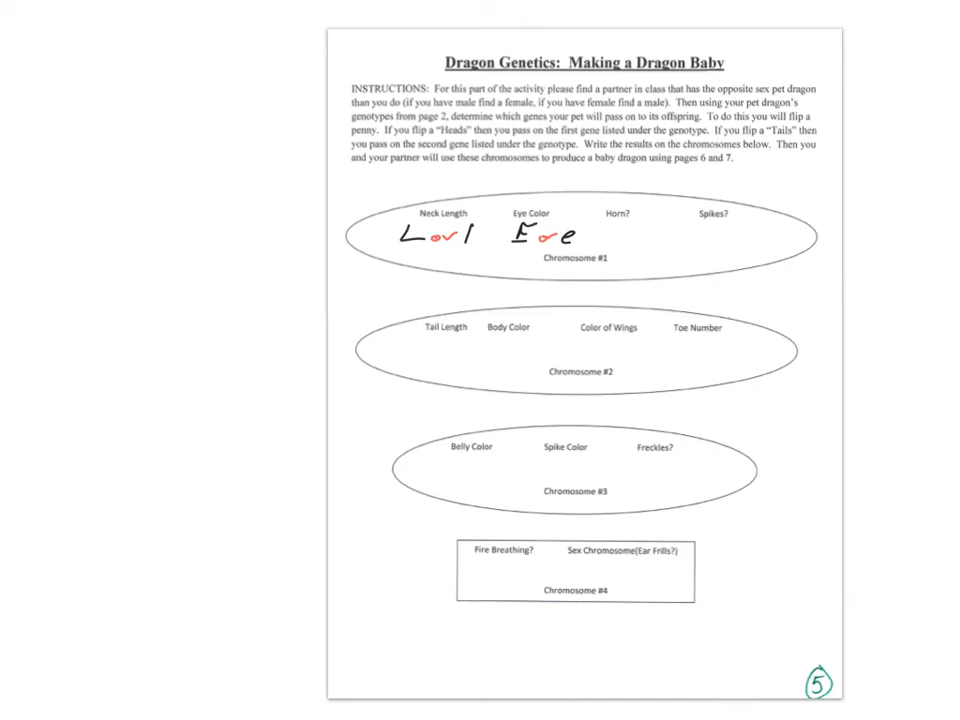 Dragon Genetics: Making a Dragon Baby
INSTRUCTIONS: For this part of the activity please find a partner in class that has the opposite sex pet dragon
than you do (if you have male find a female, if you have female find a male). Then using your pet dragon's
genotypes from page 2, determine which genes your pet will pass on to its offspring. To do this you will flip a
penny. If you flip a "Heads" then you pass on the first gene listed under the genotype. If you flip a "Tails" then
you pass on the second gene listed under the genotype. Write the results on the chromosomes below. Then you
and your partner will use these chromosomes to produce a baby dragon using pages 6 and 7.
Neck Length Eye Color Horn? Spikes?
L or l E or e
Chromosome #1
Tail Length Body Color Color of Wings Toe Number
Chromosome #2
Belly Color Spike Color Freckles?
Chromosome #3
Fire Breathing? Sex Chromosome(Ear Frills?)
Chromosome #4
5